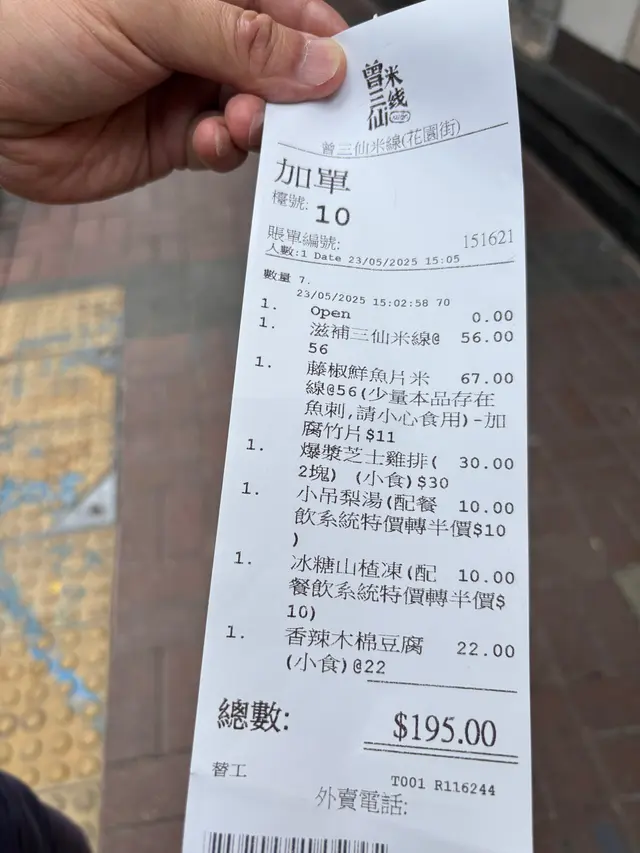 曾三仙
米线
曾三仙米線(花園街)
加單
檯號: 10
賬單編號: 151621
人數:1 Date 23/05/2025 15:05
數量 7.
23/05/2025 15:02:58 70
1. Open 0.00
1. 滋補三仙米線@ 56.00
56
1. 藤椒鮮魚片米 67.00
線@56(少量本品存在
魚刺,請小心食用)-加
腐竹片$11
1. 爆漿芝士雞排( 30.00
2塊) (小食)$30
1. 小吊梨湯(配餐 10.00
飲系統特價轉半價$10
)
1. 冰糖山楂凍(配 10.00
餐飲系統特價轉半價$
10)
1. 香辣木棉豆腐 22.00
(小食)@22
總數: $195.00
替工 T001 R116244
外賣電話: